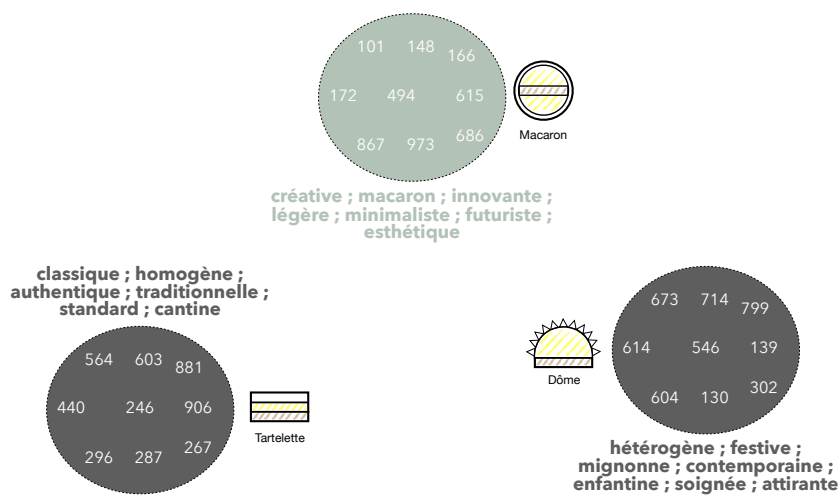 101 148 166
172 494 615
867 973 686
Macaron
créative ; macaron ; innovante ;
légère ; minimaliste ; futuriste ;
esthétique
classique ; homogène ;
authentique ; traditionnelle ;
standard ; cantine
564 603 881
440 246 906
296 287 267
Tartelette
673 714 799
614 546 139
604 130 302
Dôme
hétérogène ; festive ;
mignonne ; contemporaine ;
enfantine ; soignée ; attirante